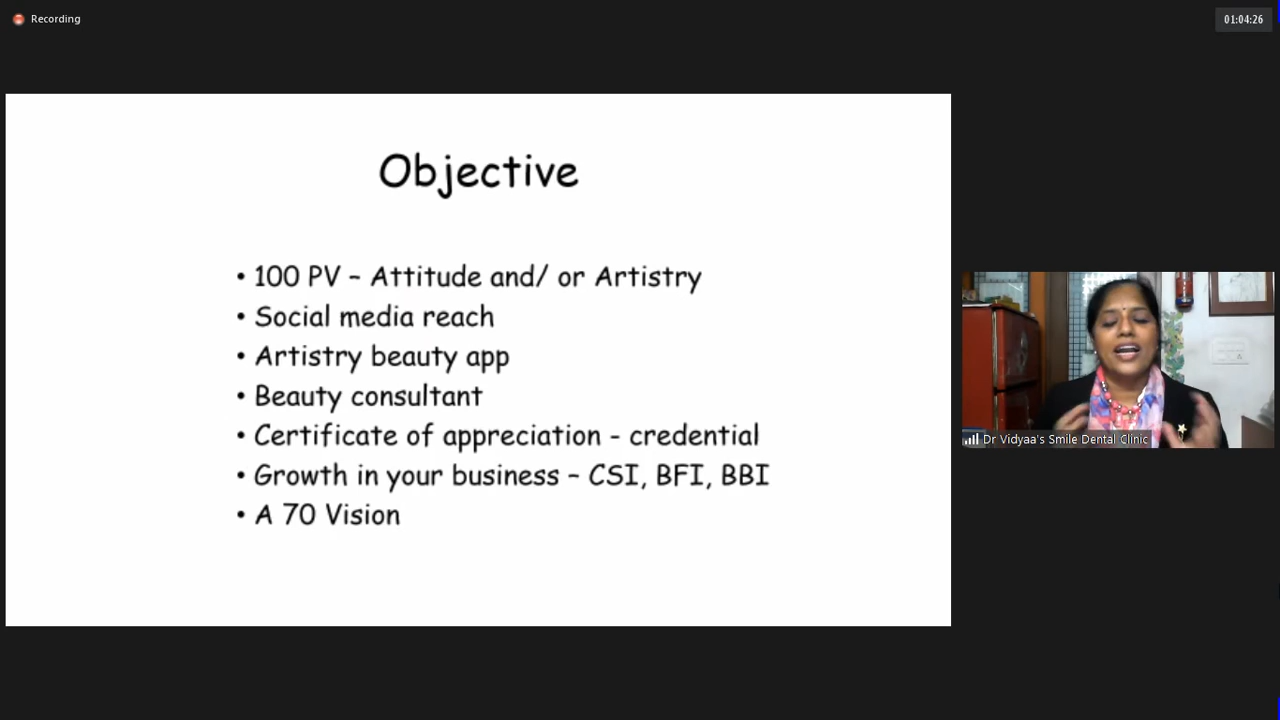 Recording
01:04:26
Objective
• 100 PV – Attitude and/ or Artistry
• Social media reach
• Artistry beauty app
• Beauty consultant
• Certificate of appreciation - credential
• Growth in your business – CSI, BFI, BBI
• A 70 Vision
Dr Vidyaa's Smile Dental Clinic